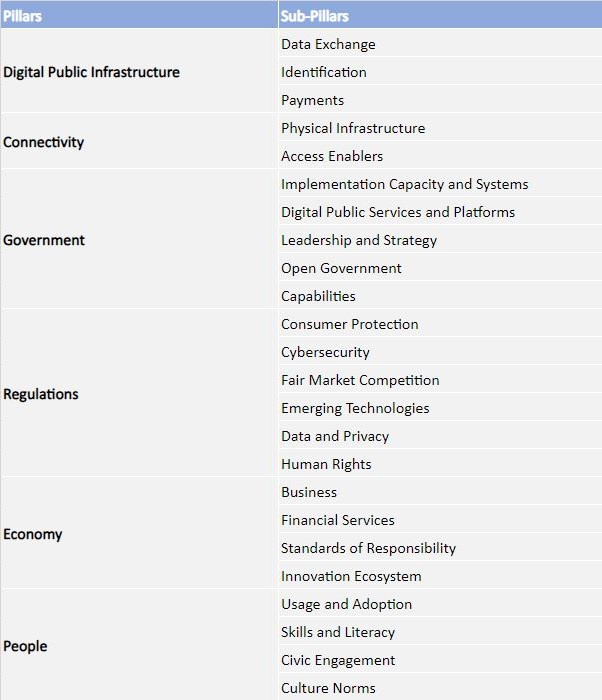 Pillars Sub-Pillars
Digital Public Infrastructure
Data Exchange
Identification
Payments
Connectivity
Physical Infrastructure
Access Enablers
Government
Implementation Capacity and Systems
Digital Public Services and Platforms
Leadership and Strategy
Open Government
Capabilities
Regulations
Consumer Protection
Cybersecurity
Fair Market Competition
Emerging Technologies
Data and Privacy
Human Rights
Economy
Business
Financial Services
Standards of Responsibility
Innovation Ecosystem
People
Usage and Adoption
Skills and Literacy
Civic Engagement
Culture Norms